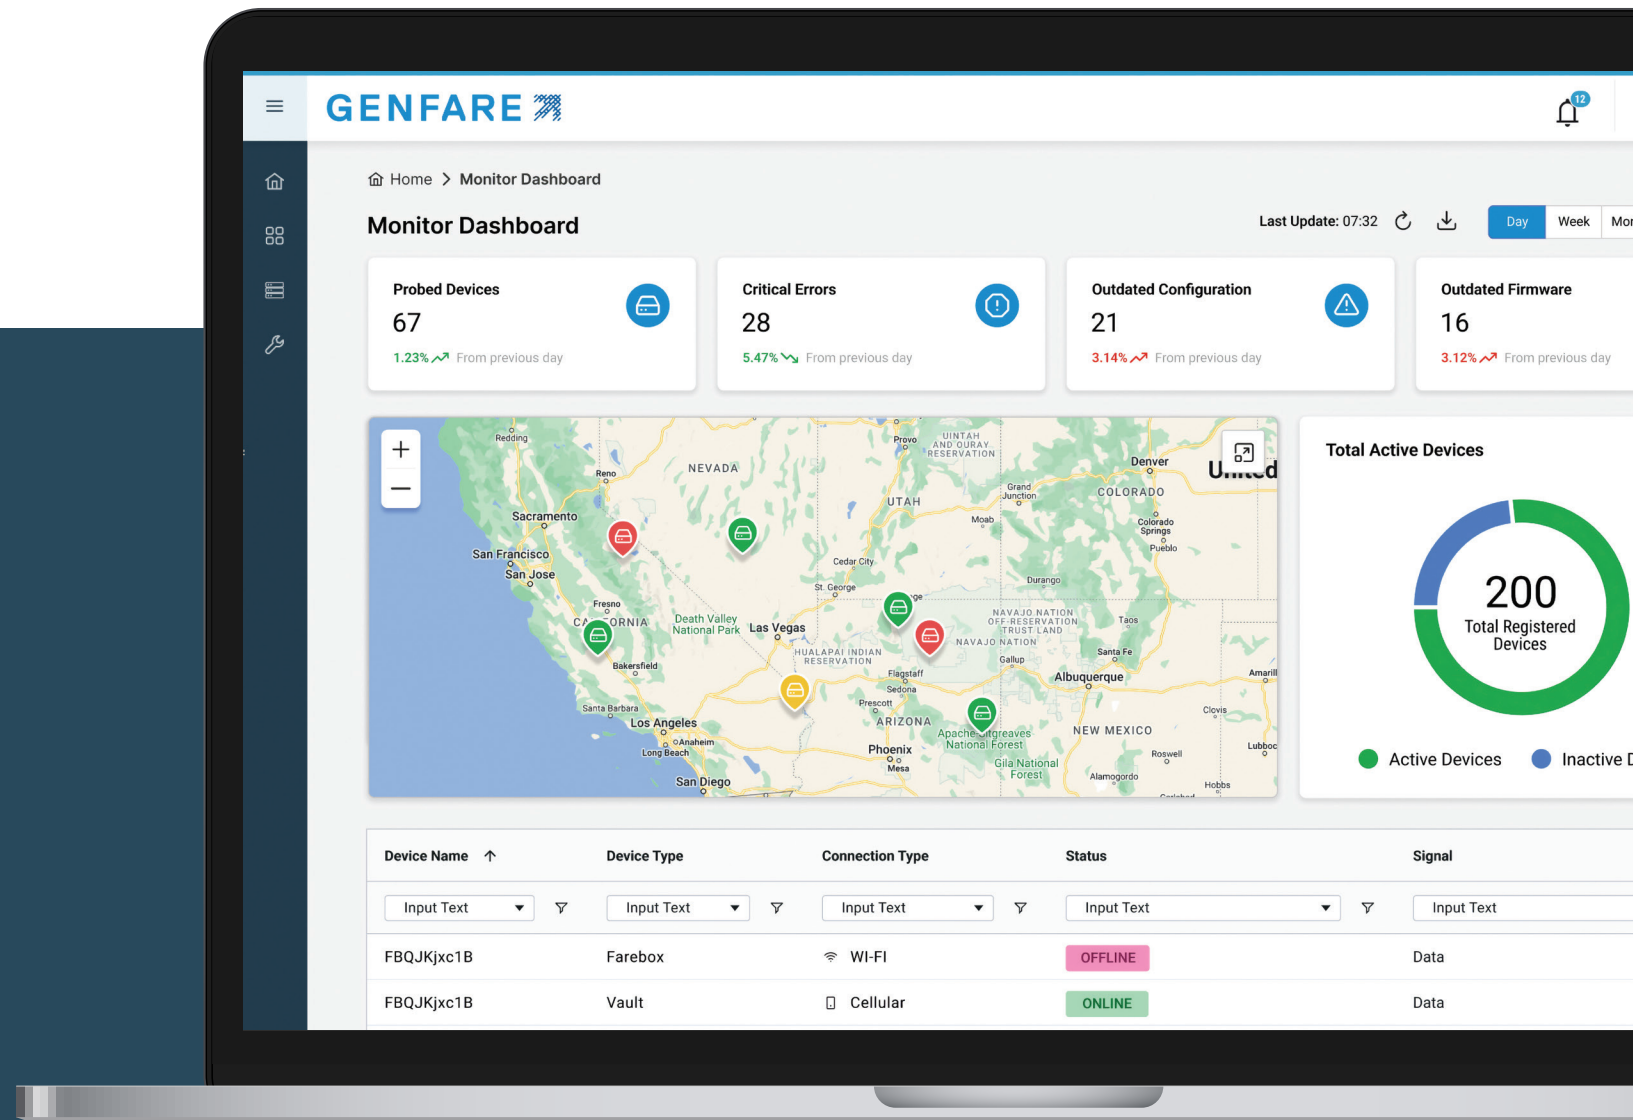 GENFARE
12
Home > Monitor Dashboard
Monitor Dashboard
Last Update: 07:32
Day
Week
Probed Devices
67
1.23% From previous day
Critical Errors
28
5.47% From previous day
Outdated Configuration
21
3.14% From previous day
Outdated Firmware
16
3.12% From previous day
+
−
Redding
Reno
NEVADA
Sacramento
San Francisco
San Jose
Fresno
Death Valley
National Park
Las Vegas
Bakersfield
Santa Barbara
Los Angeles
Anaheim
Long Beach
San Diego
Provo
UINTAH
AND OURAY
RESERVATION
UTAH
Grand
Junction
Moab
Cedar City
St. George
Denver
COLORADO
Colorado
Springs
Pueblo
Durango
NAVAJO NATION
OFF-RESERVATION
TRUST LAND
NAVAJO NATION
Taos
HUALAPAI INDIAN
RESERVATION
Flagstaff
Sedona
Prescott
ARIZONA
Phoenix
Mesa
Gallup
Santa Fe
Albuquerque
National Forest
Gila National
Forest
NEW MEXICO
Clovis
Roswell
Alamogordo
Hobbs
Total Active Devices
200
Total Registered
Devices
Active Devices
Inactive
Device Name
Device Type
Connection Type
Status
Signal
Input Text
Input Text
Input Text
Input Text
Input Text
FBQJKjxc1B
Farebox
WI-FI
OFFLINE
Data
FBQJKjxc1B
Vault
Cellular
ONLINE
Data